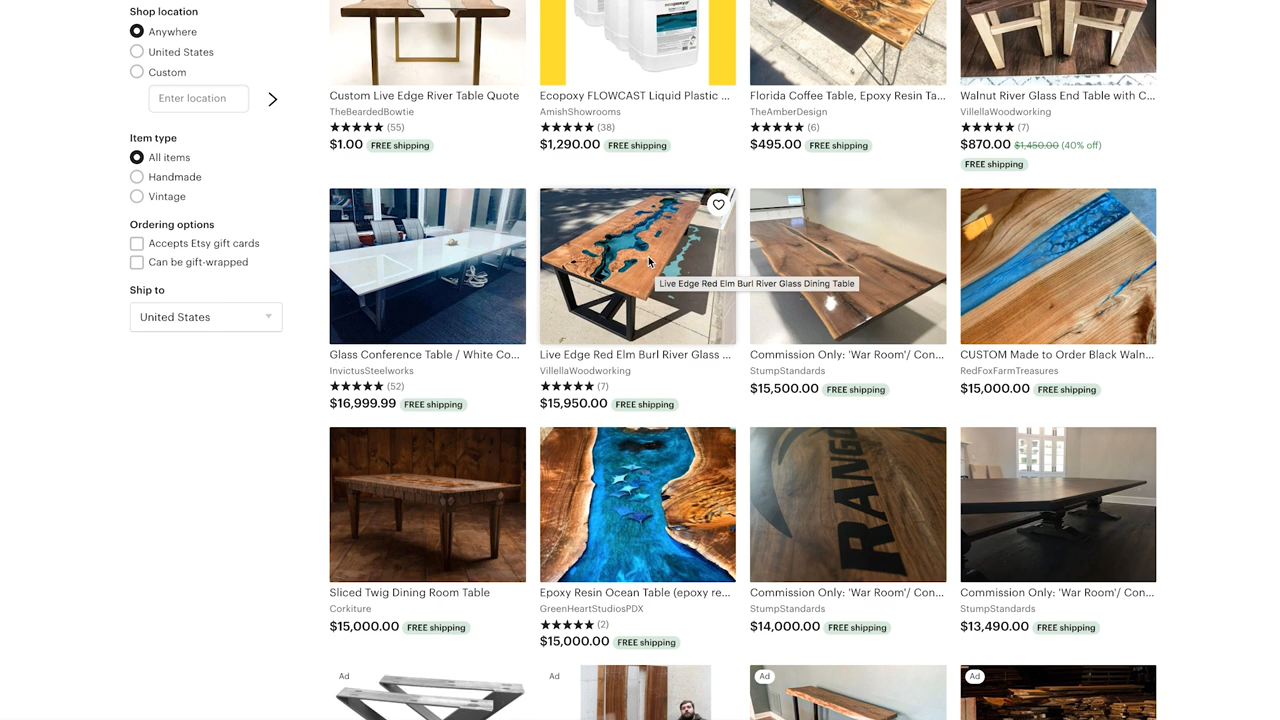 Shop location
Anywhere
United States
Custom
Enter location
Item type
All items
Handmade
Vintage
Ordering options
Accepts Etsy gift cards
Can be gift-wrapped
Ship to
United States
Custom Live Edge River Table Quote
TheBeardedBowtie
★★★★★ (55)
$1.00 FREE shipping
Ecopoxy FLOWCAST Liquid Plastic ...
AmishShowrooms
★★★★★ (38)
$1,290.00 FREE shipping
Florida Coffee Table, Epoxy Resin Ta...
TheAmberDesign
★★★★★ (6)
$495.00 FREE shipping
Walnut River Glass End Table with C...
VillellaWoodworking
★★★★★ (7)
$870.00 $1,450.00 (40% off)
FREE shipping
Glass Conference Table / White Co...
InvictusSteelworks
★★★★★ (52)
$16,999.99 FREE shipping
Live Edge Red Elm Burl River Glass Dining Table
Live Edge Red Elm Burl River Glass ...
VillellaWoodworking
★★★★★ (7)
$15,950.00 FREE shipping
Commission Only: 'War Room'/ Con...
StumpStandards
$15,500.00 FREE shipping
CUSTOM Made to Order Black Waln...
RedFoxFarmTreasures
$15,000.00 FREE shipping
Sliced Twig Dining Room Table
Corkiture
$15,000.00 FREE shipping
Epoxy Resin Ocean Table (epoxy re...
GreenHeartStudiosPDX
★★★★★ (2)
$15,000.00 FREE shipping
RANG
Commission Only: 'War Room'/ Con...
StumpStandards
$14,000.00 FREE shipping
Commission Only: 'War Room'/ Con...
StumpStandards
$13,490.00 FREE shipping
Ad
Ad
Ad
Ad